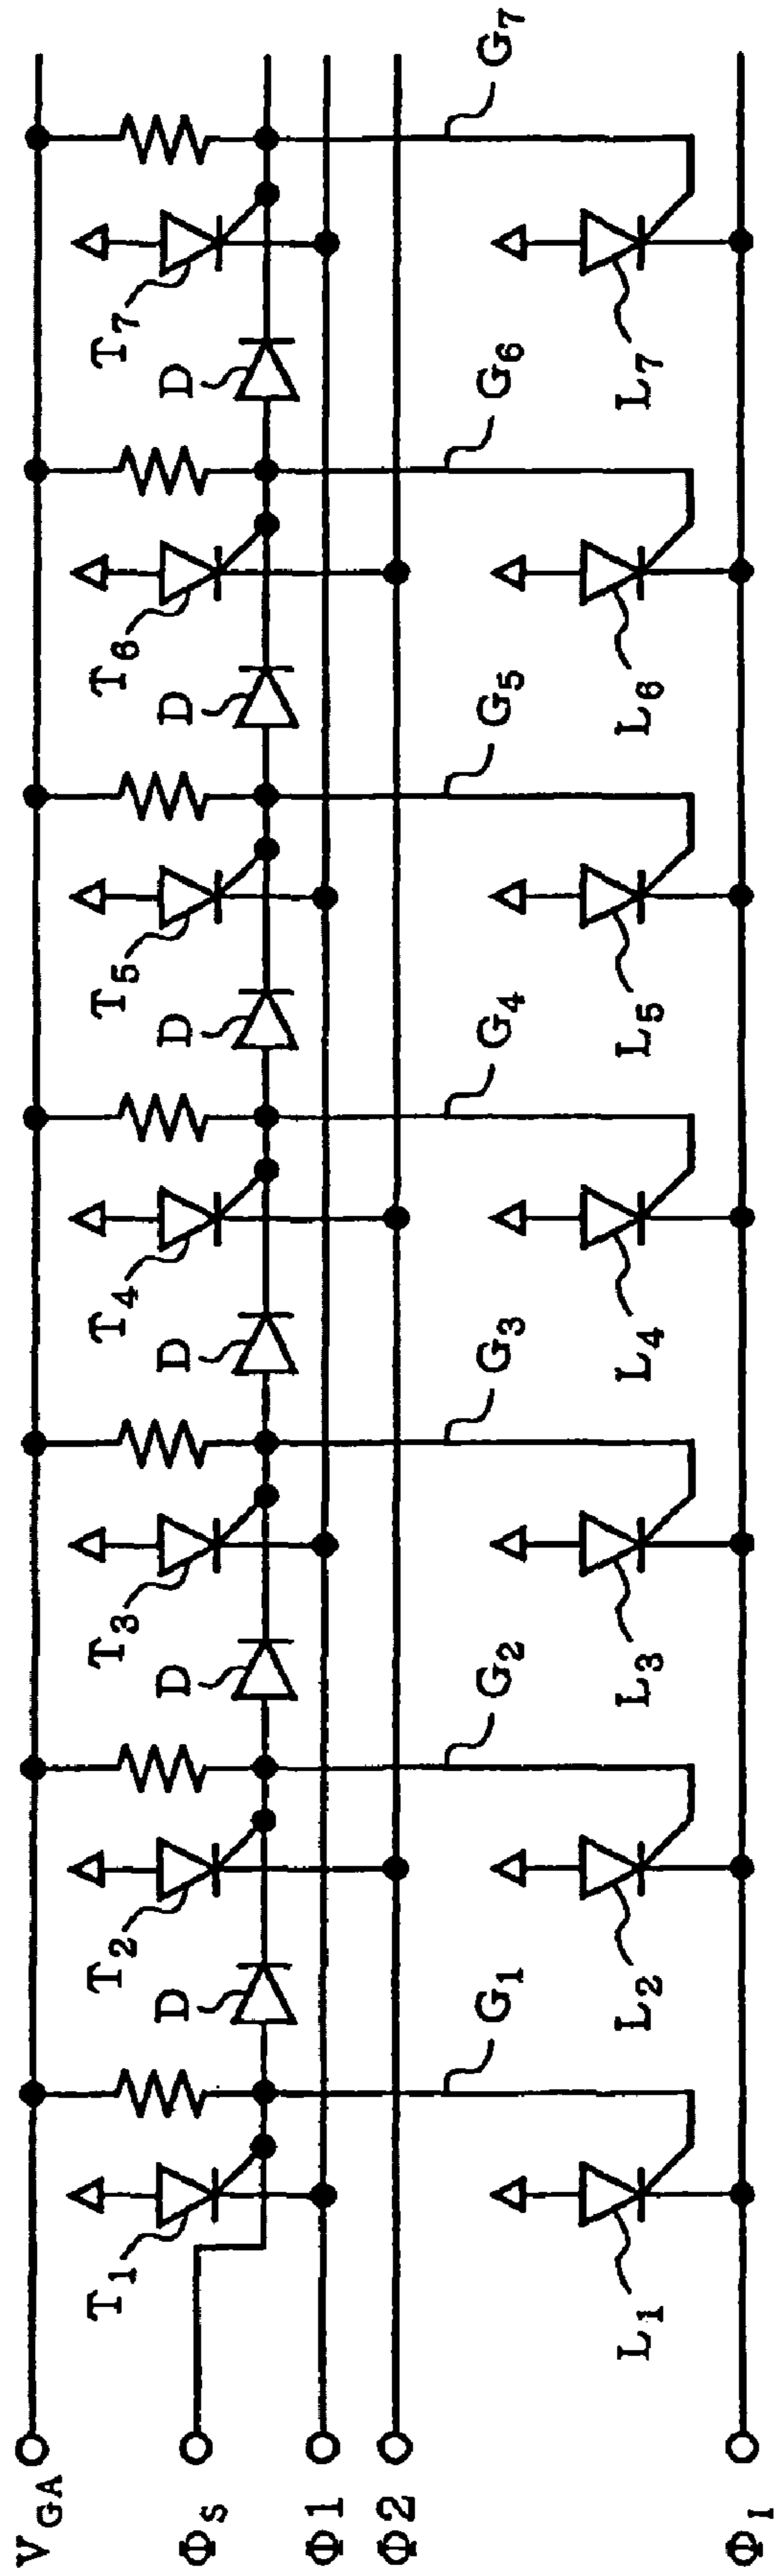 V_GA
Φ_S
Φ1
Φ2
Φ_I
T_1 T_2 T_3 T_4 T_5 T_6 T_7
D D D D D D
G_1 G_2 G_3 G_4 G_5 G_6 G_7
L_1 L_2 L_3 L_4 L_5 L_6 L_7